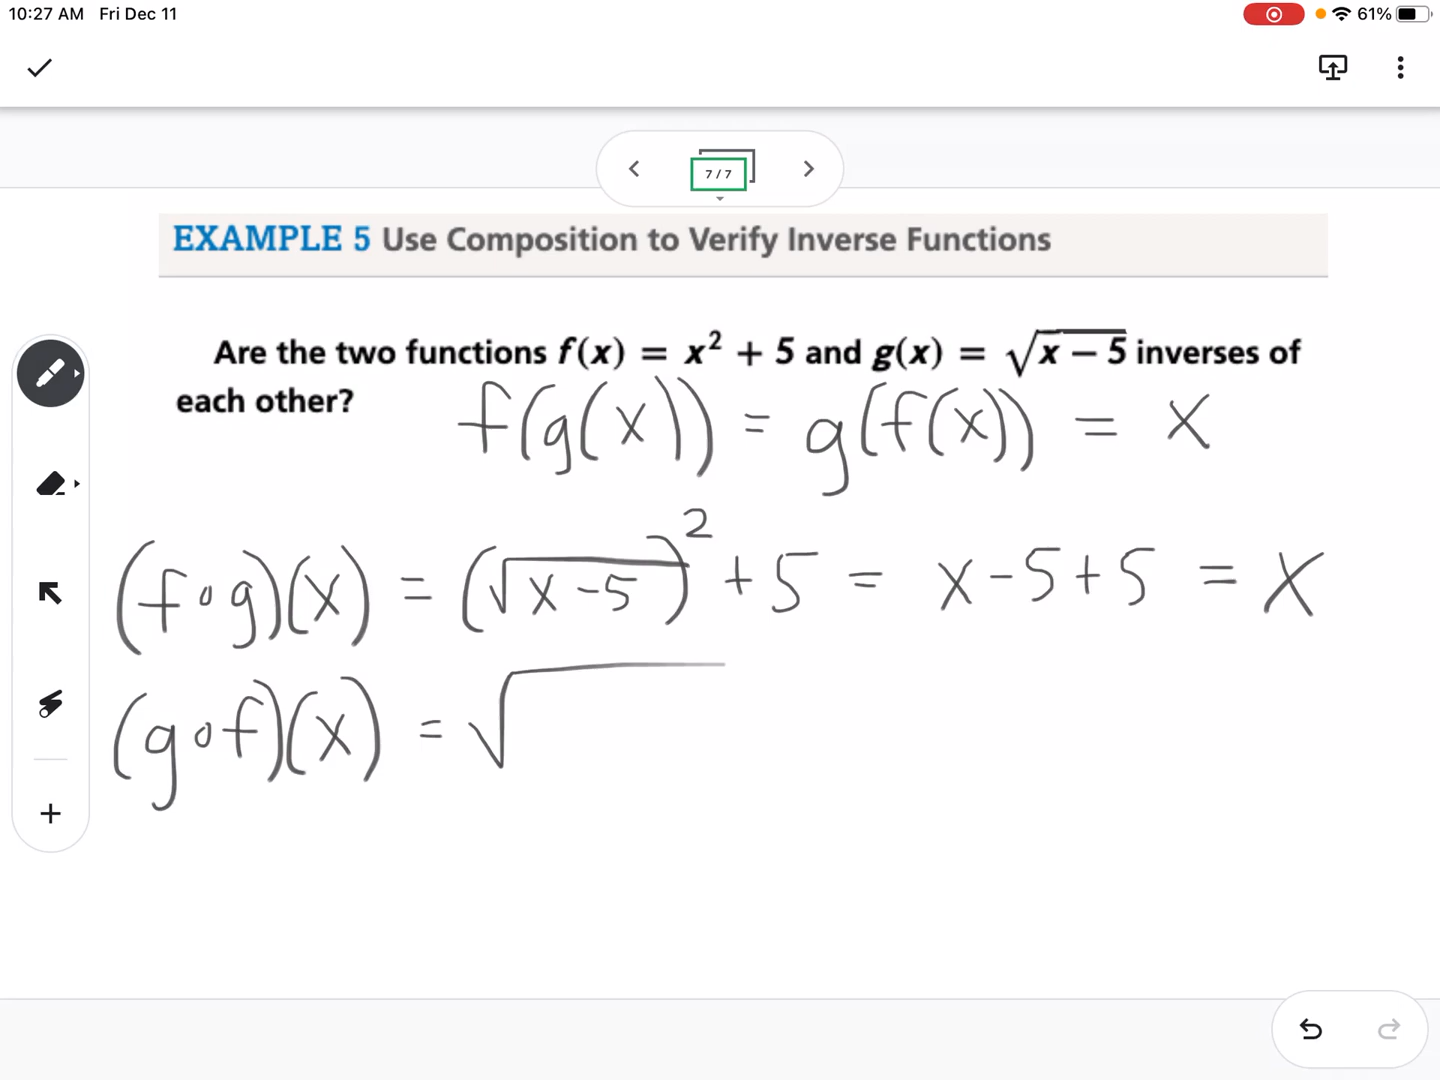 10:27 AM Fri Dec 11 61%
7 / 7
EXAMPLE 5 Use Composition to Verify Inverse Functions
Are the two functions f(x) = x² + 5 and g(x) = √(x − 5) inverses of
each other?
f(g(x)) = g(f(x)) = x
(f∘g)(x) = (√(x-5))² + 5 = x - 5 + 5 = x
(g∘f)(x) = √